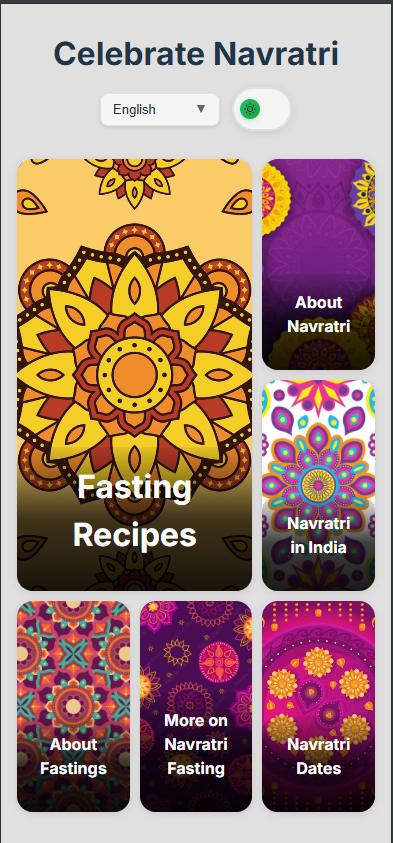 Celebrate Navratri
English
Fasting
Recipes
About
Navratri
Navratri
in India
About
Fastings
More on
Navratri
Fasting
Navratri
Dates